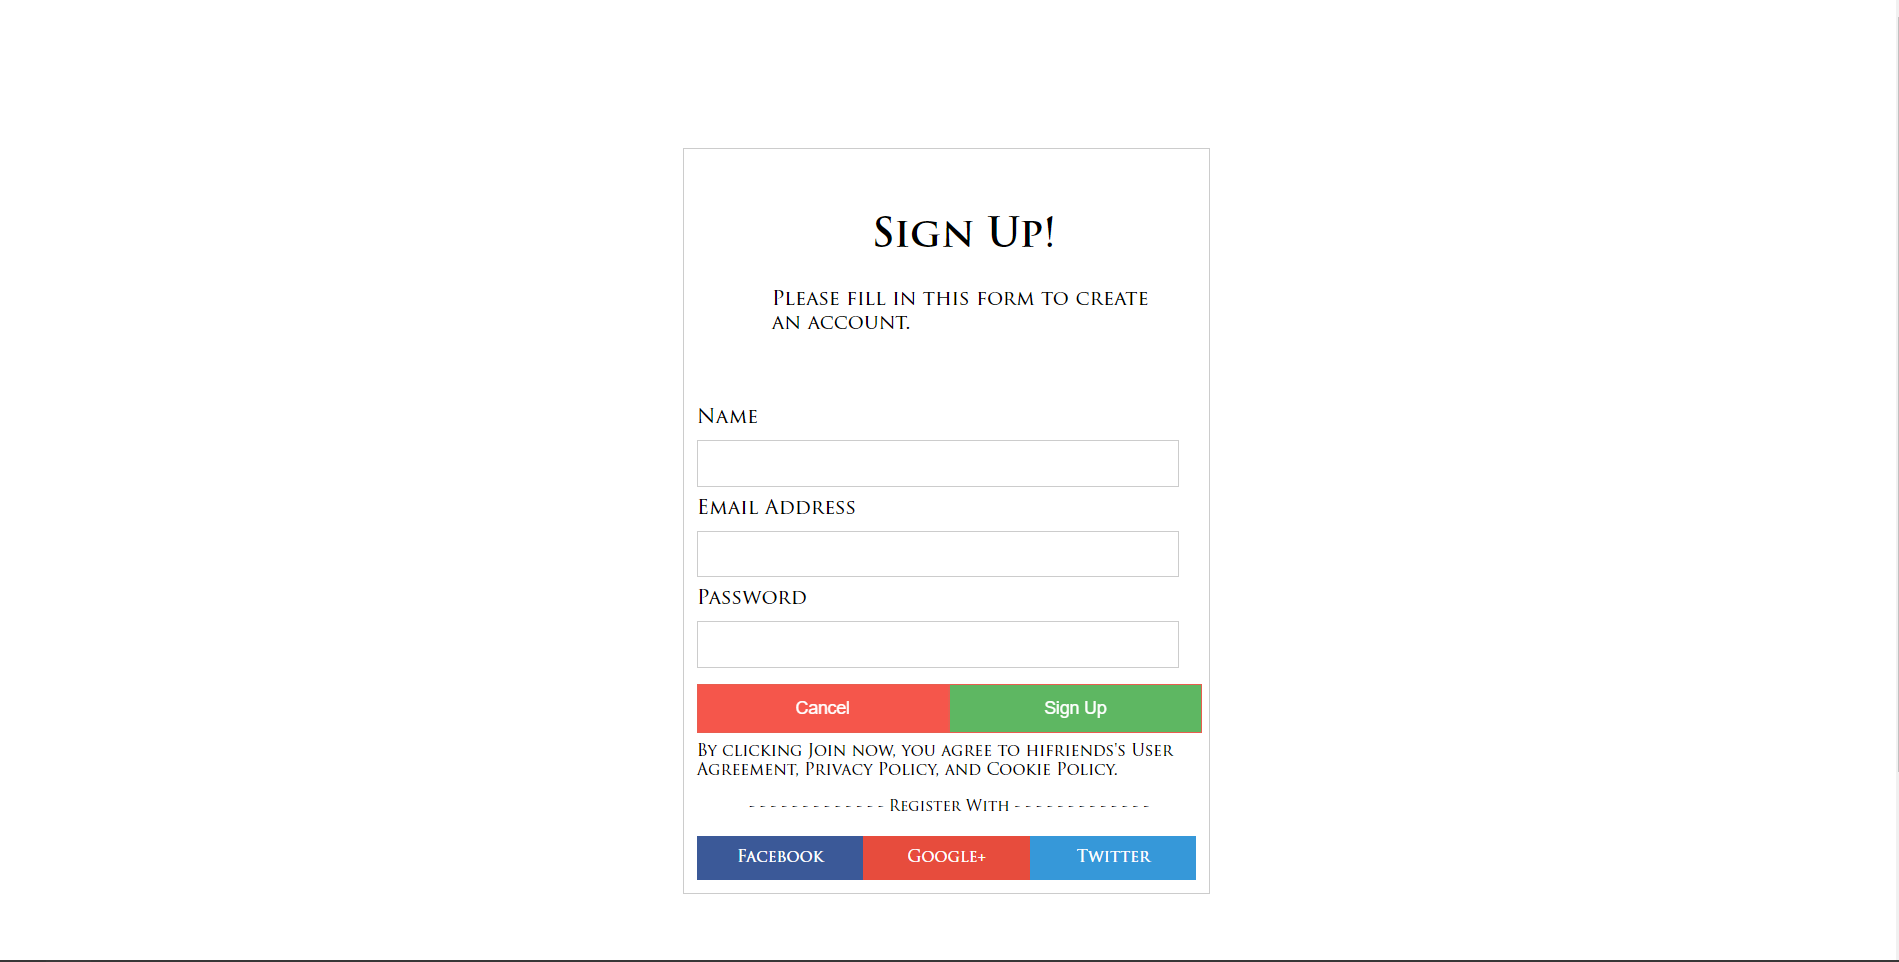 Sign Up!
Please fill in this form to create
an account.
Name
Email Address
Password
Cancel Sign Up
By clicking Join now, you agree to hifriends's User
Agreement, Privacy Policy, and Cookie Policy.
- - - - - - - - - - - - - Register With - - - - - - - - - - - - -
Facebook Google+ Twitter